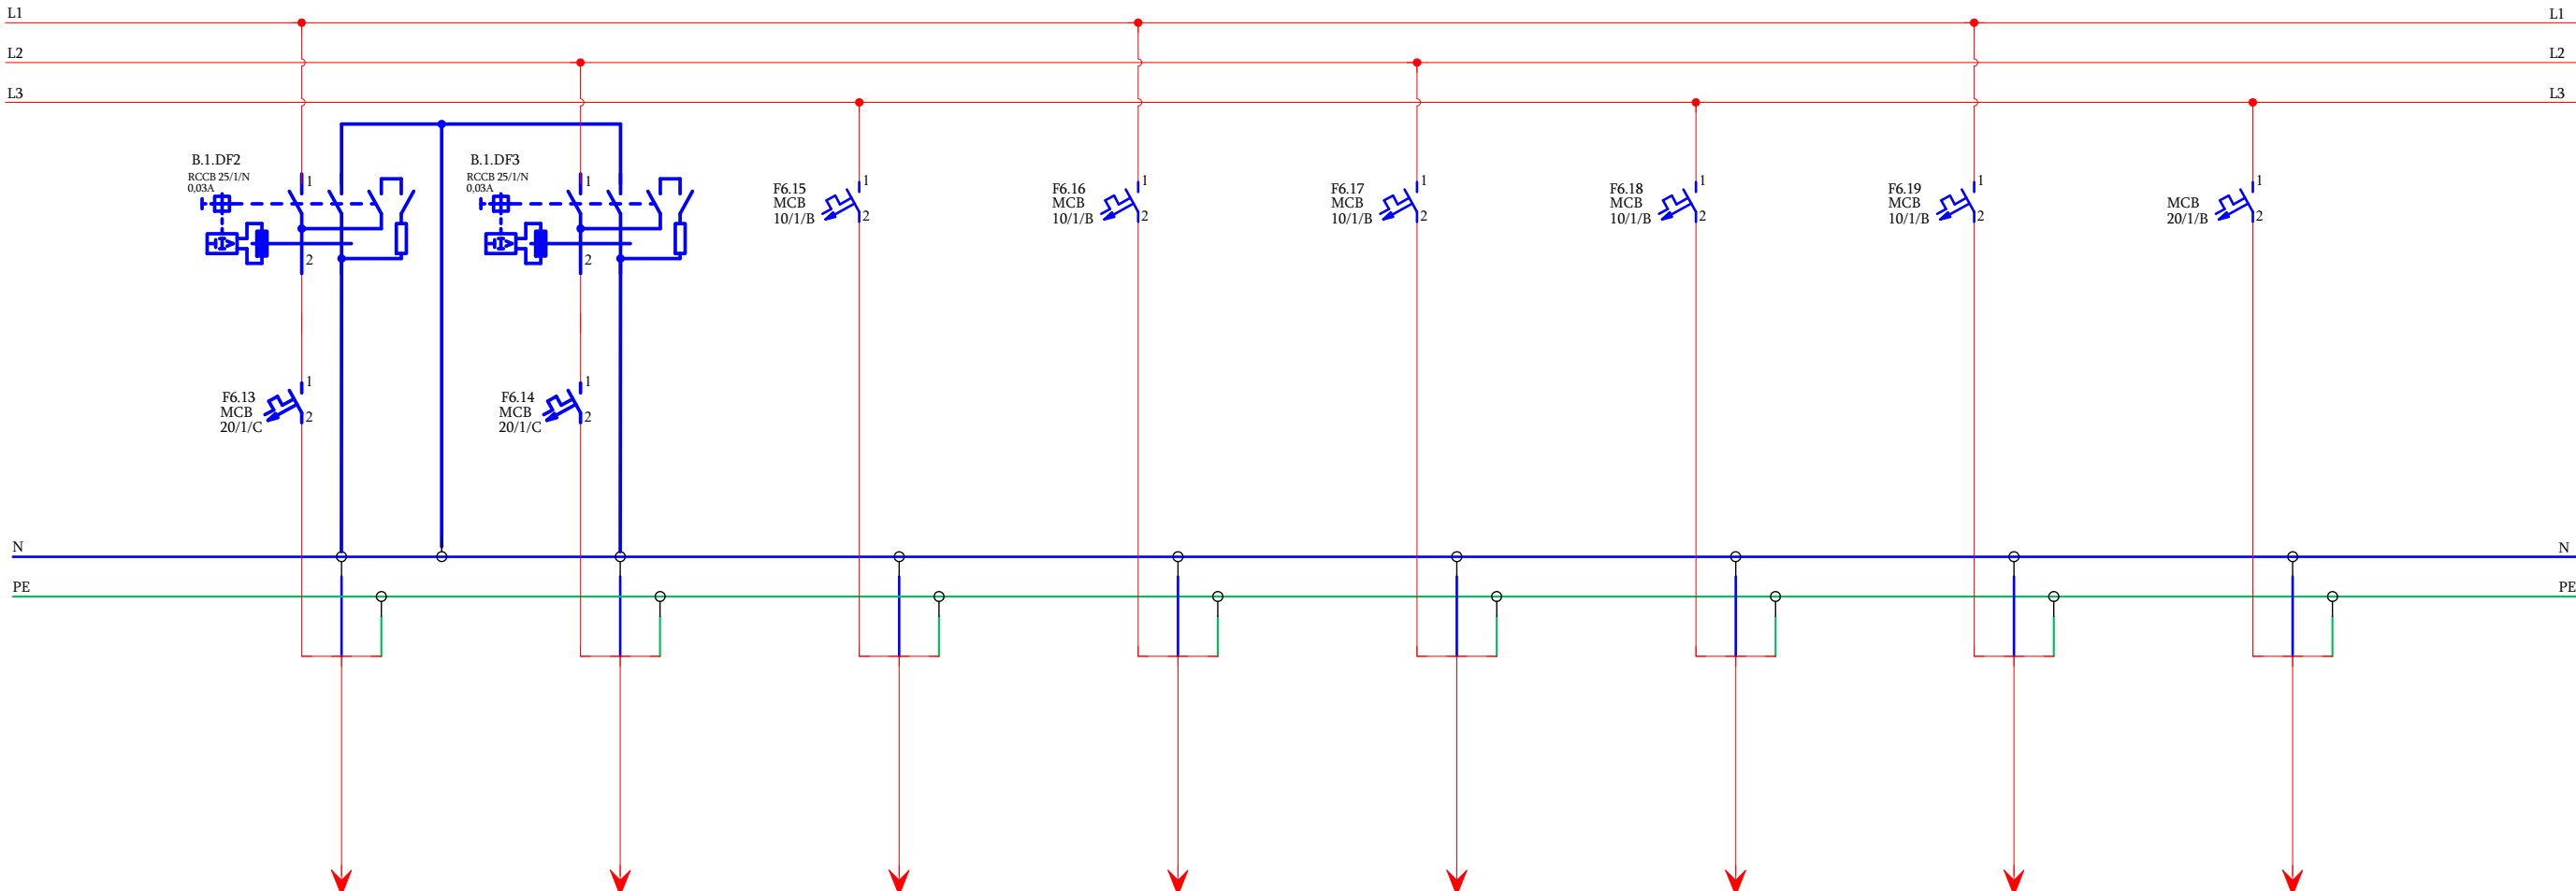 L1 L1
L2 L2
L3 L3
B.1.DF2
RCCB 25/1/N
0,03A
1
2
B.1.DF3
RCCB 25/1/N
0,03A
1
2
F6.15
MCB
10/1/B
1
2
F6.16
MCB
10/1/B
1
2
F6.17
MCB
10/1/B
1
2
F6.18
MCB
10/1/B
1
2
F6.19
MCB
10/1/B
1
2
MCB
20/1/B
1
2
I>
I>
F6.13
MCB
20/1/C
1
2
F6.14
MCB
20/1/C
1
2
N N
PE PE